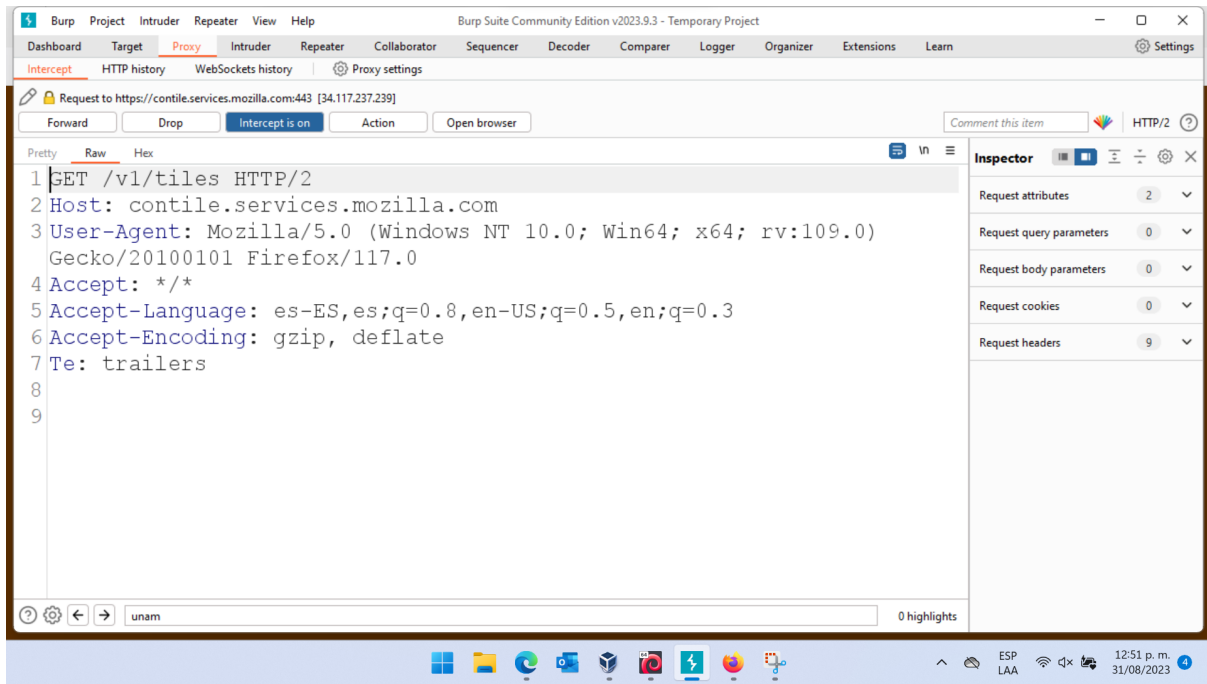 Burp Project Intruder Repeater View Help Burp Suite Community Edition v2023.9.3 - Temporary Project
Dashboard Target Proxy Intruder Repeater Collaborator Sequencer Decoder Comparer Logger Organizer Extensions Learn Settings
Intercept HTTP history WebSockets history Proxy settings
Request to https://contile.services.mozilla.com:443 [34.117.237.239]
Forward Drop Intercept is on Action Open browser Comment this item HTTP/2 ?
Pretty Raw Hex \n
Inspector
1 GET /v1/tiles HTTP/2
2 Host: contile.services.mozilla.com
3 User-Agent: Mozilla/5.0 (Windows NT 10.0; Win64; x64; rv:109.0)
Gecko/20100101 Firefox/117.0
4 Accept: */*
5 Accept-Language: es-ES,es;q=0.8,en-US;q=0.5,en;q=0.3
6 Accept-Encoding: gzip, deflate
7 Te: trailers
8
9
Request attributes 2
Request query parameters 0
Request body parameters 0
Request cookies 0
Request headers 9
? unam 0 highlights
ESP
LAA
12:51 p. m.
31/08/2023
4